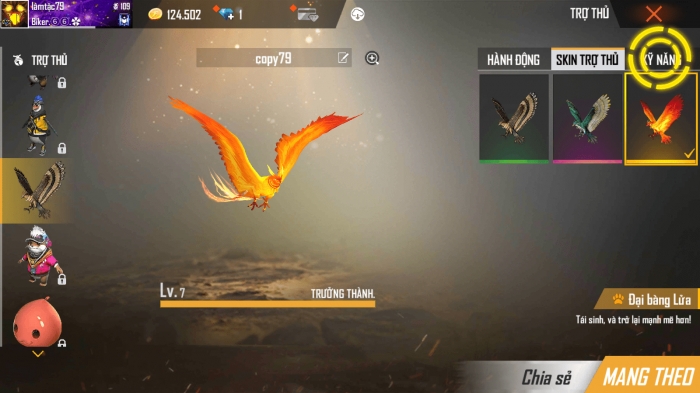 lâmtặc79
109
124.502
1
TRỢ THỦ
Biker.
TRỢ THỦ
copy79
HÀNH ĐỘNG
SKIN TRỢ THỦ
KỸ NĂNG
Lv.7
TRƯỞNG THÀNH.
Đại bàng Lửa
Tái sinh, và trở lại mạnh mẽ hơn!
Chia sẻ
MANG THEO